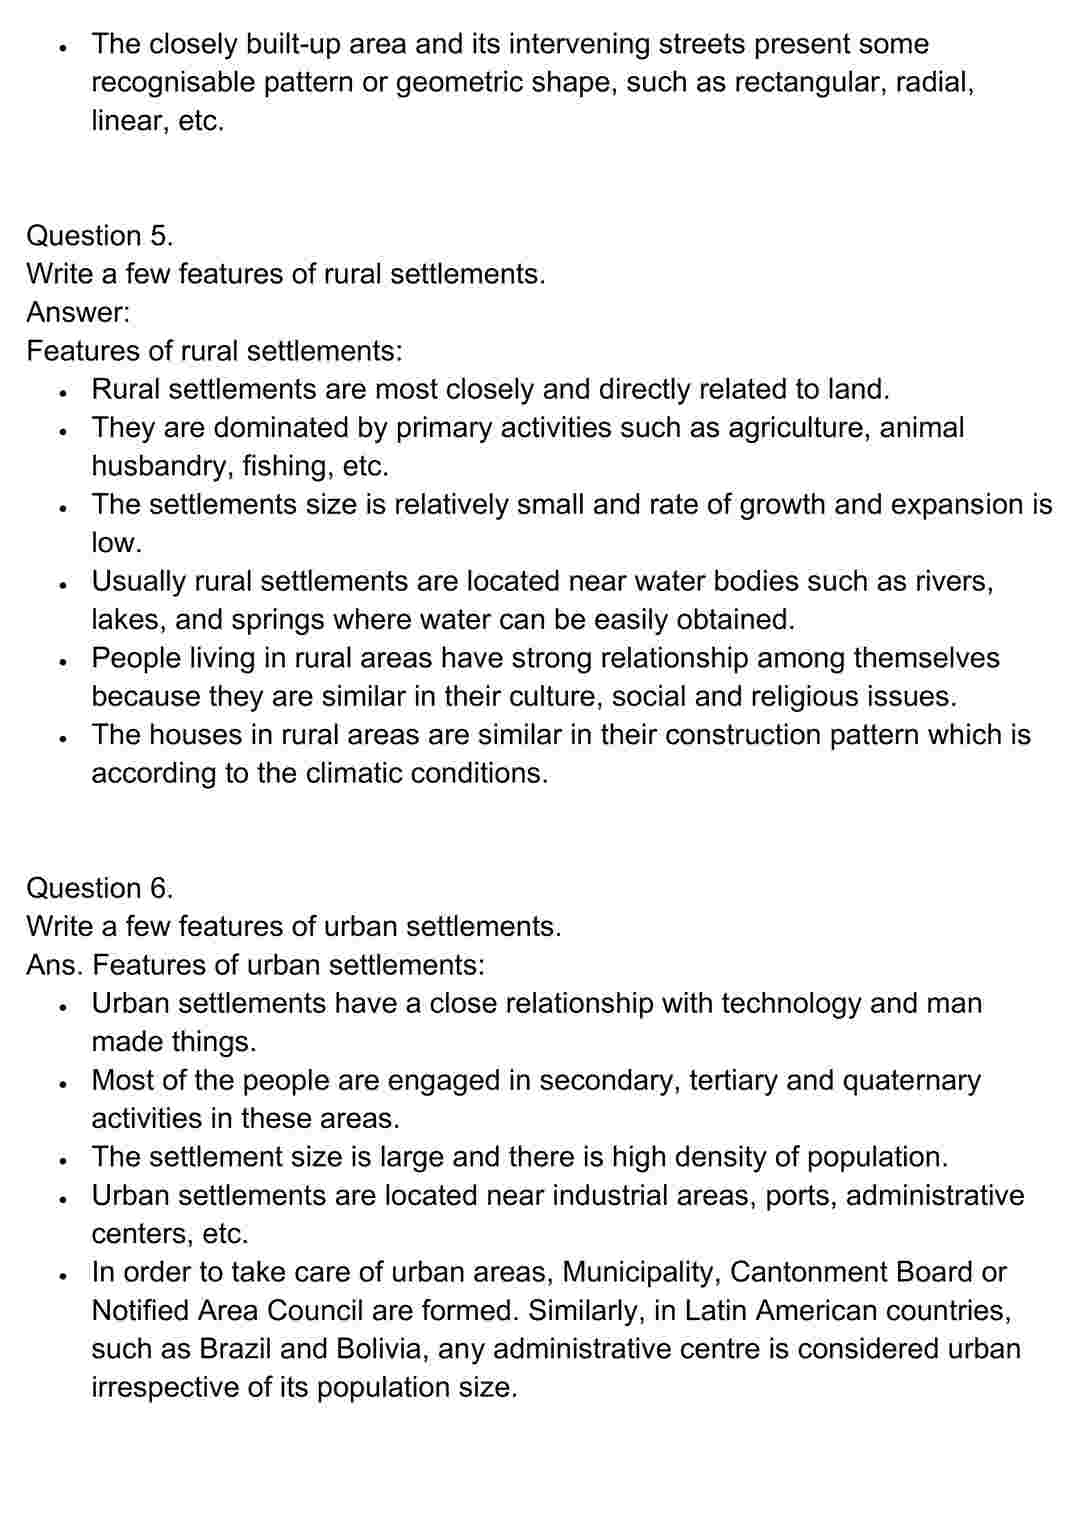 • The closely built-up area and its intervening streets present some
recognisable pattern or geometric shape, such as rectangular, radial,
linear, etc.
Question 5.
Write a few features of rural settlements.
Answer:
Features of rural settlements:
• Rural settlements are most closely and directly related to land.
• They are dominated by primary activities such as agriculture, animal
husbandry, fishing, etc.
• The settlements size is relatively small and rate of growth and expansion is
low.
• Usually rural settlements are located near water bodies such as rivers,
lakes, and springs where water can be easily obtained.
• People living in rural areas have strong relationship among themselves
because they are similar in their culture, social and religious issues.
• The houses in rural areas are similar in their construction pattern which is
according to the climatic conditions.
Question 6.
Write a few features of urban settlements.
Ans. Features of urban settlements:
• Urban settlements have a close relationship with technology and man
made things.
• Most of the people are engaged in secondary, tertiary and quaternary
activities in these areas.
• The settlement size is large and there is high density of population.
• Urban settlements are located near industrial areas, ports, administrative
centers, etc.
• In order to take care of urban areas, Municipality, Cantonment Board or
Notified Area Council are formed. Similarly, in Latin American countries,
such as Brazil and Bolivia, any administrative centre is considered urban
irrespective of its population size.